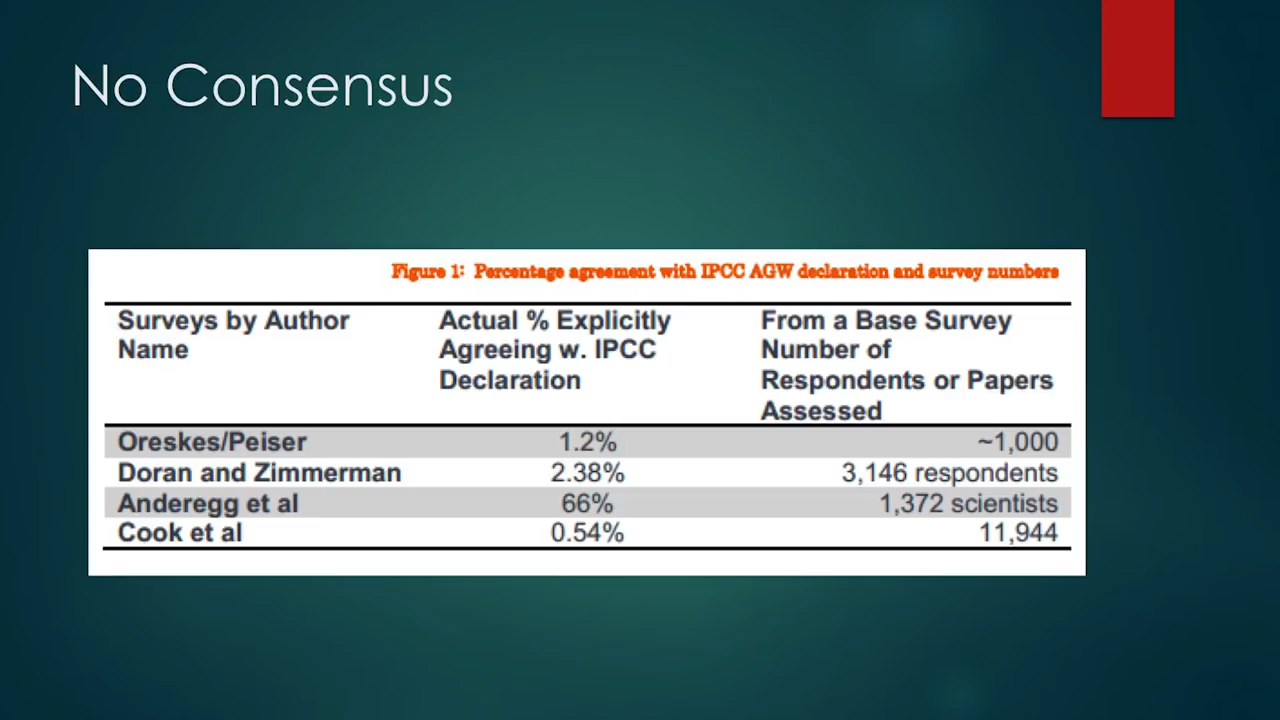 No Consensus
Figure 1: Percentage agreement with IPCC AGW declaration and survey numbers
Surveys by Author Name
Actual % Explicitly Agreeing w. IPCC Declaration
From a Base Survey Number of Respondents or Papers Assessed
Oreskes/Peiser 1.2% ~1,000
Doran and Zimmerman 2.38% 3,146 respondents
Anderegg et al 66% 1,372 scientists
Cook et al 0.54% 11,944